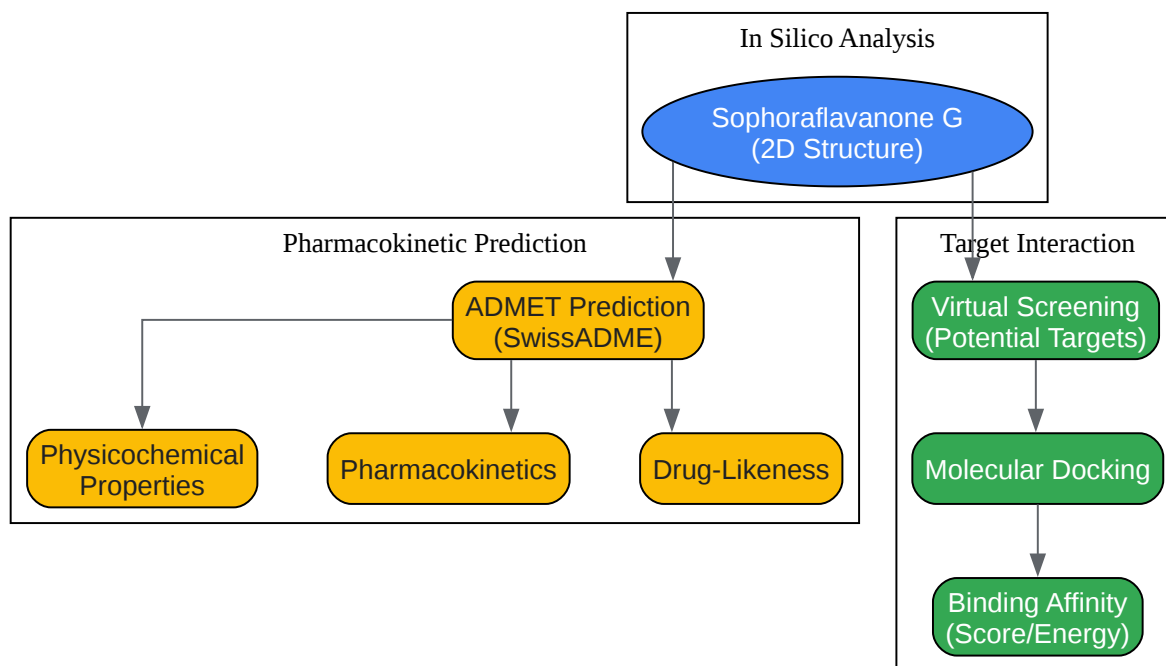 In Silico Analysis
Sophoraflavanone G
(2D Structure)
Pharmacokinetic Prediction
ADMET Prediction
(SwissADME)
Physicochemical
Properties
Pharmacokinetics
Drug-Likeness
Target Interaction
Virtual Screening
(Potential Targets)
Molecular Docking
Binding Affinity
(Score/Energy)